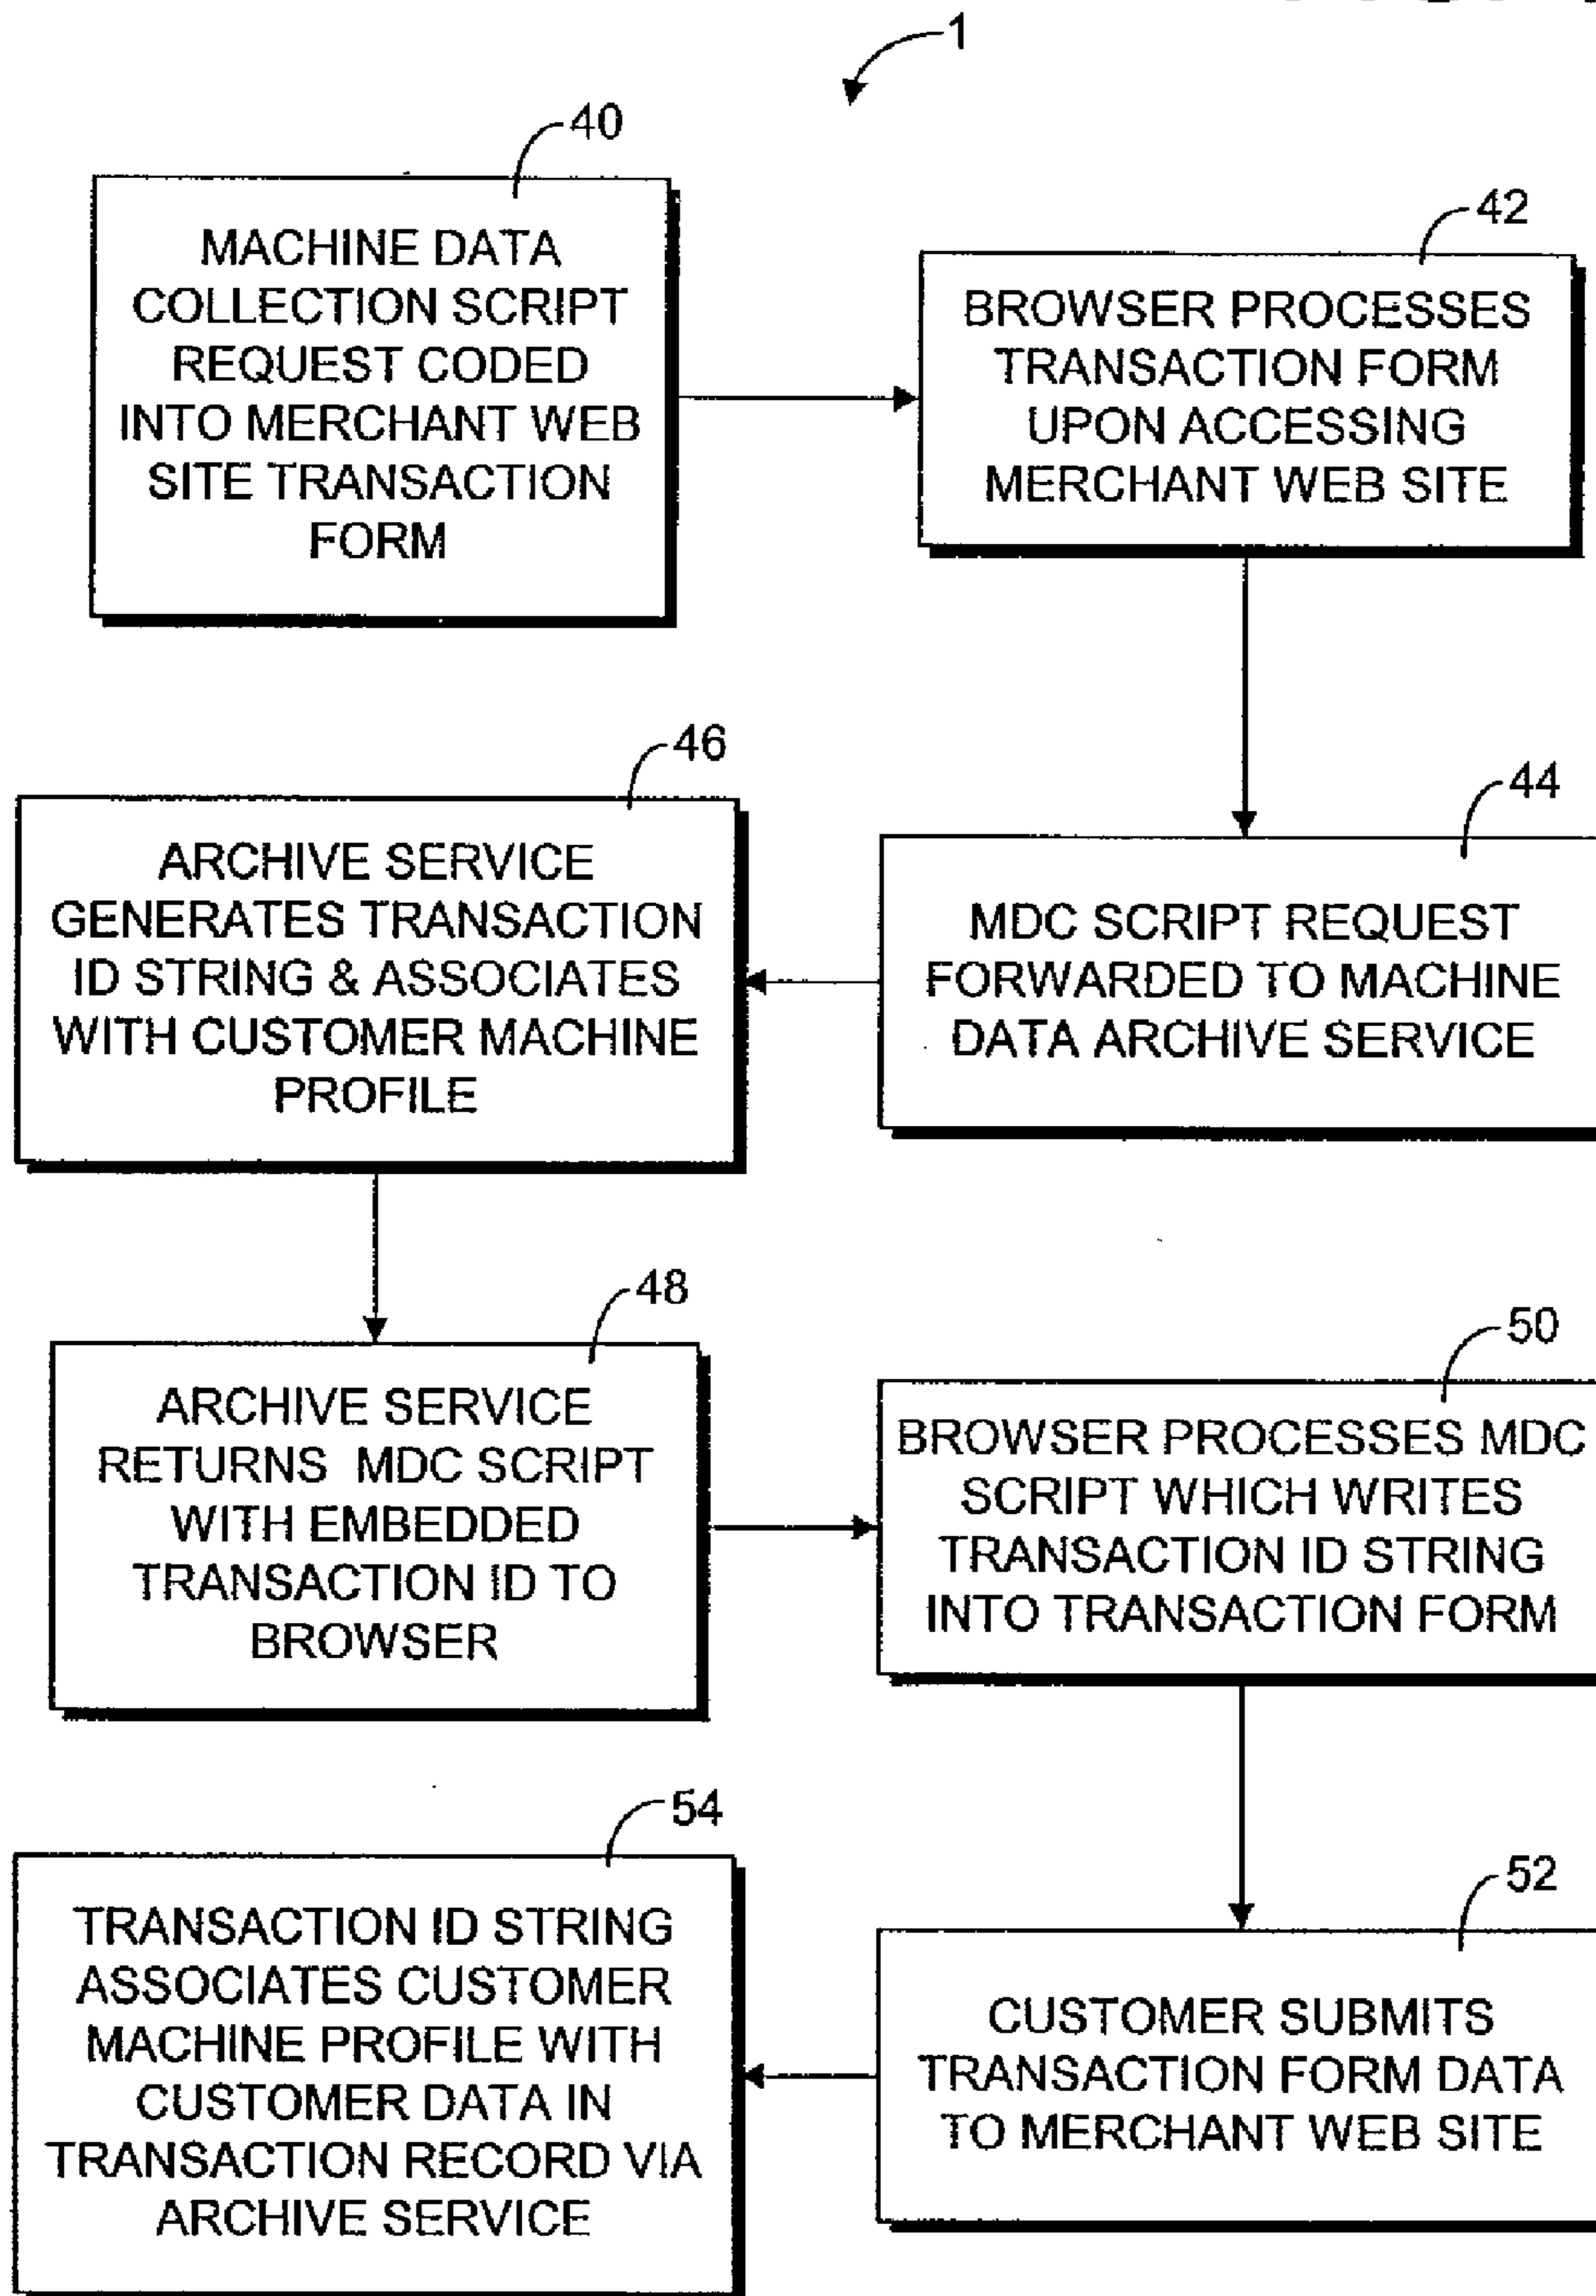 1
40
MACHINE DATA
COLLECTION SCRIPT
REQUEST CODED
INTO MERCHANT WEB
SITE TRANSACTION
FORM
42
BROWSER PROCESSES
TRANSACTION FORM
UPON ACCESSING
MERCHANT WEB SITE
44
MDC SCRIPT REQUEST
FORWARDED TO MACHINE
DATA ARCHIVE SERVICE
46
ARCHIVE SERVICE
GENERATES TRANSACTION
ID STRING & ASSOCIATES
WITH CUSTOMER MACHINE
PROFILE
48
ARCHIVE SERVICE
RETURNS MDC SCRIPT
WITH EMBEDDED
TRANSACTION ID TO
BROWSER
50
BROWSER PROCESSES MDC
SCRIPT WHICH WRITES
TRANSACTION ID STRING
INTO TRANSACTION FORM
52
CUSTOMER SUBMITS
TRANSACTION FORM DATA
TO MERCHANT WEB SITE
54
TRANSACTION ID STRING
ASSOCIATES CUSTOMER
MACHINE PROFILE WITH
CUSTOMER DATA IN
TRANSACTION RECORD VIA
ARCHIVE SERVICE